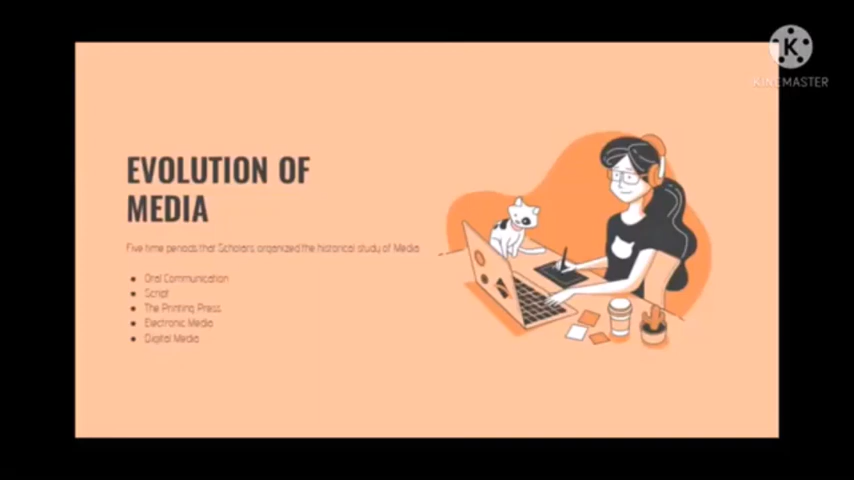 K
KINEMASTER
EVOLUTION OF
MEDIA
Five time periods that Scholars organized the historical study of Media
Oral Communication
Script
The Printing Press
Electronic Media
Digital Media